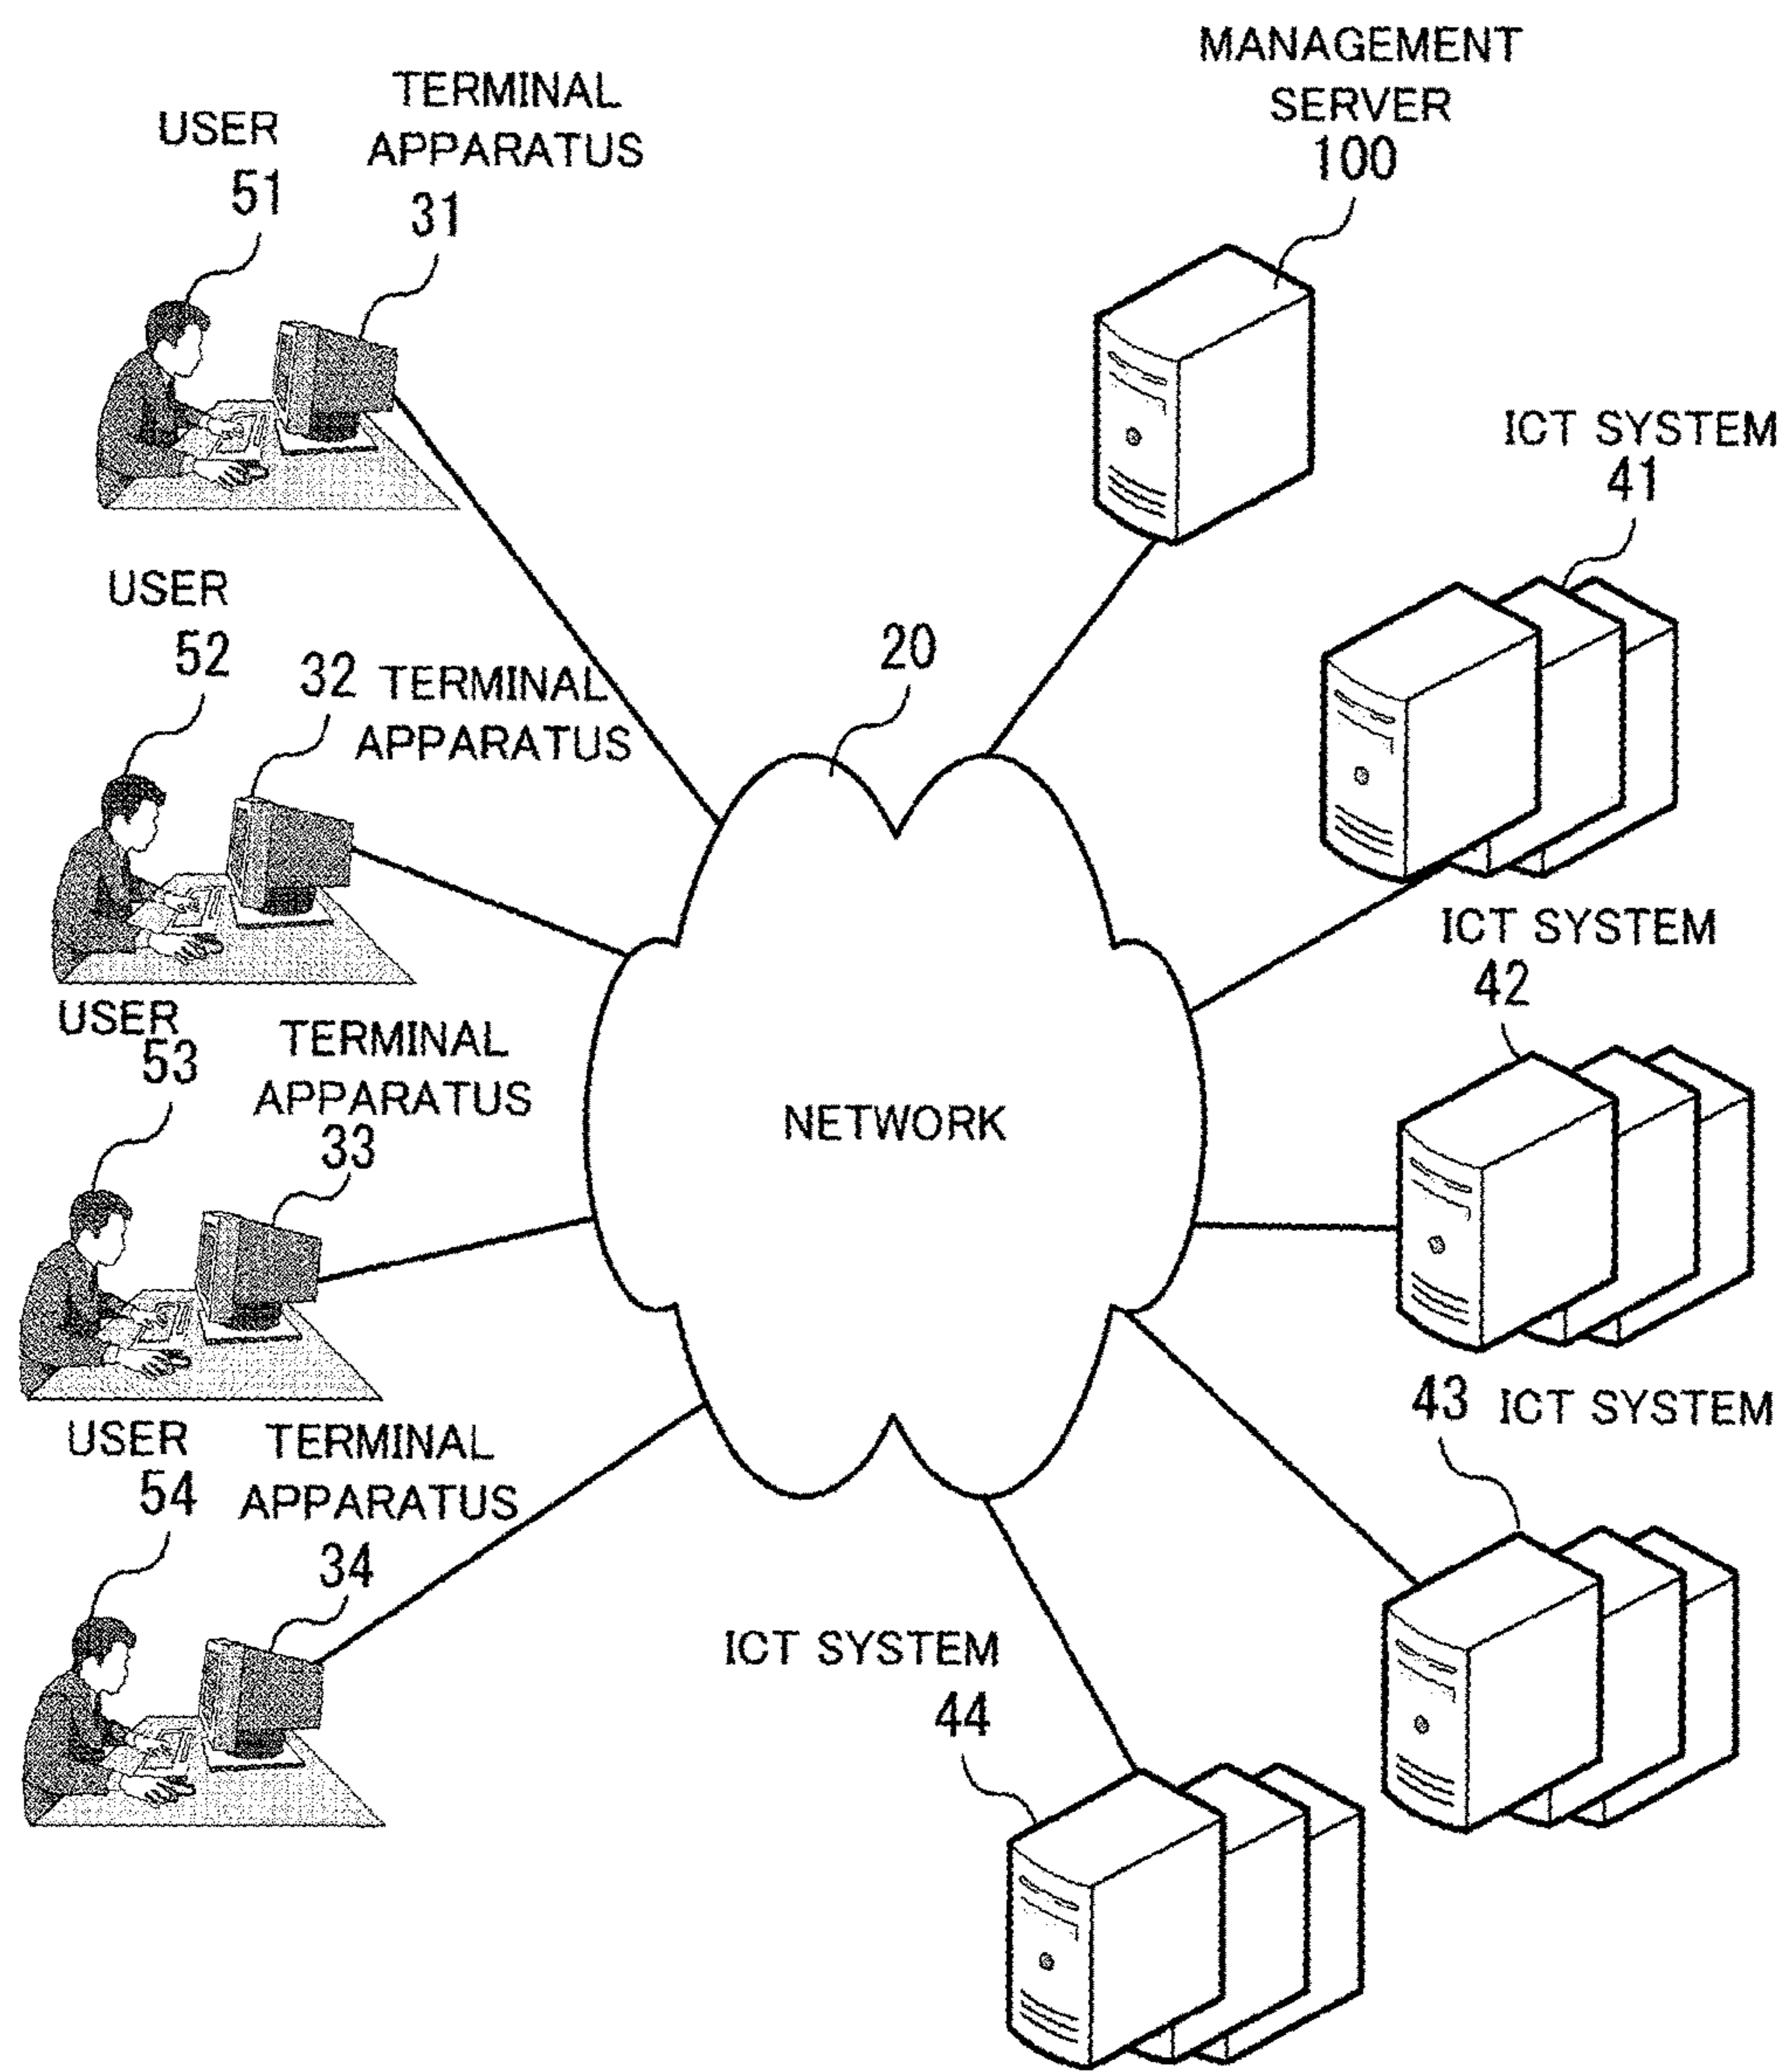 MANAGEMENT
SERVER
100
USER
51
TERMINAL
APPARATUS
31
ICT SYSTEM
41
USER
52
32 TERMINAL
APPARATUS
20
ICT SYSTEM
42
USER
53
TERMINAL
APPARATUS
33
NETWORK
43 ICT SYSTEM
USER
54
TERMINAL
APPARATUS
34
ICT SYSTEM
44